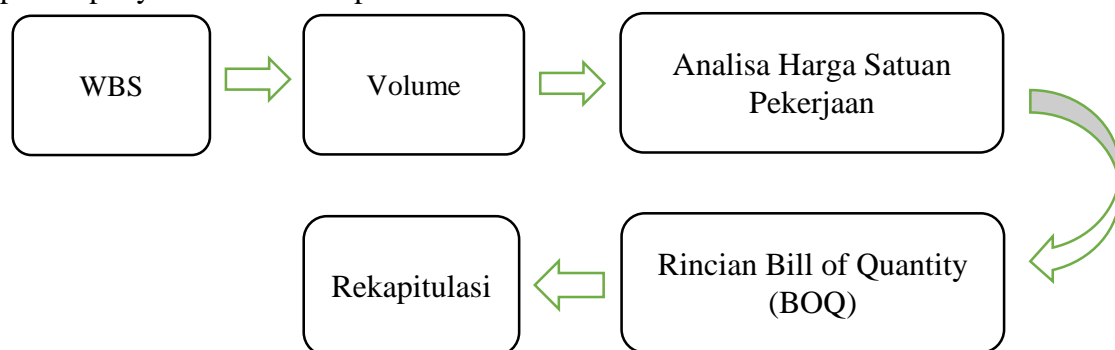 WBS
Volume
Analisa Harga Satuan
Pekerjaan
Rincian Bill of Quantity
(BOQ)
Rekapitulasi